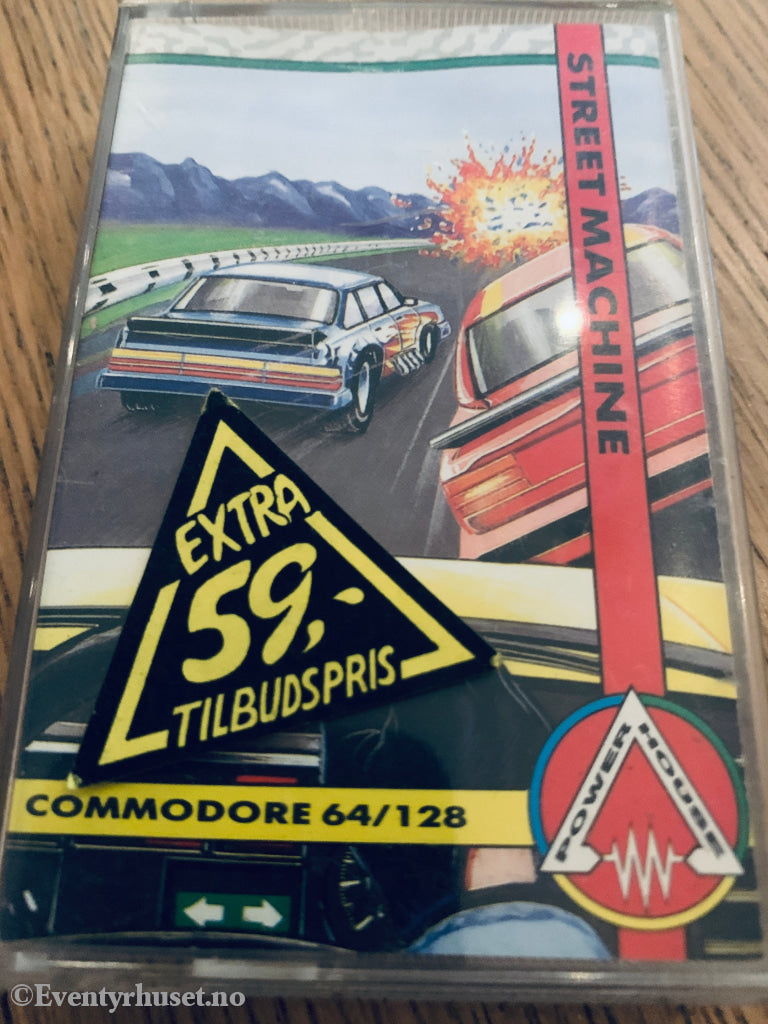 STREET MACHINE
EXTRA
59,-
TILBUDSPRIS
COMMODORE 64/128
POWER HOUSE
©Eventyrhuset.no